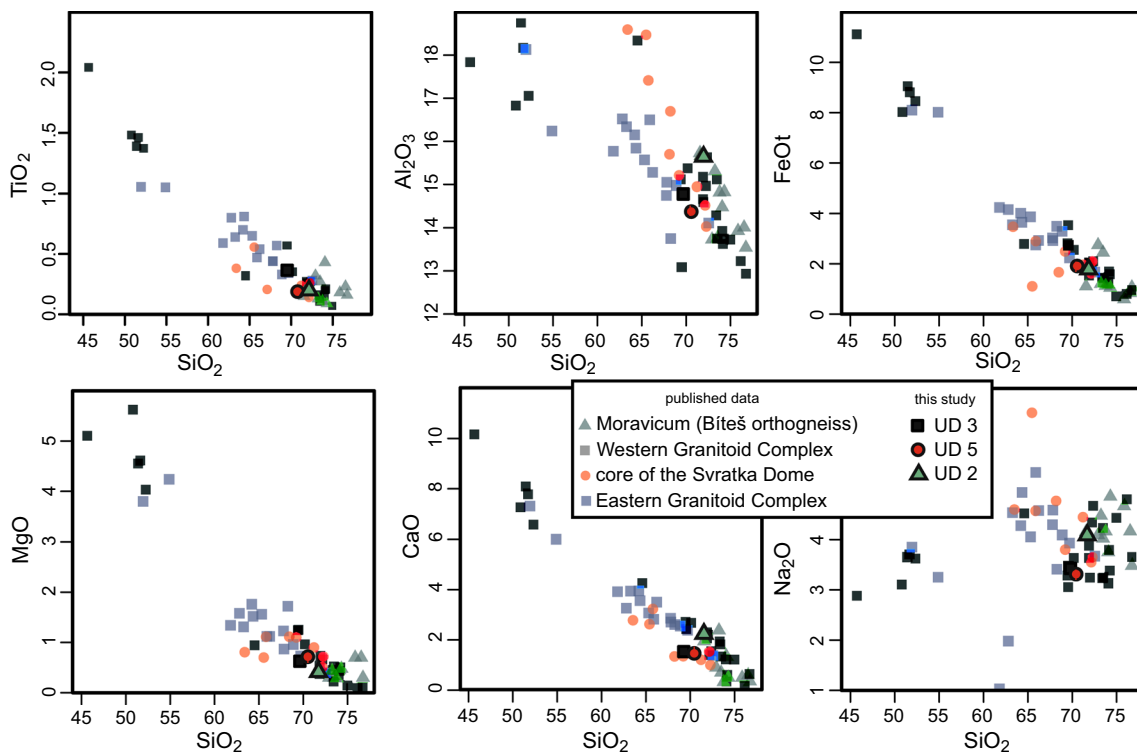 TiO2
2.0
1.5
1.0
0.5
0.0
45 50 55 60 65 70 75
SiO2
Al2O3
18
17
16
15
14
13
12
45 50 55 60 65 70 75
SiO2
FeOt
10
8
6
4
2
0
45 50 55 60 65 70 75
SiO2
MgO
5
4
3
2
1
0
45 50 55 60 65 70 75
SiO2
CaO
10
8
6
4
2
0
45 50 55 60 65 70 75
SiO2
published data
Moravicum (Bíteš orthogneiss)
Western Granitoid Complex
core of the Svratka Dome
Eastern Granitoid Complex
this study
UD 3
UD 5
UD 2
Na2O
4
3
2
1
45 50 55 60 65 70 75
SiO2